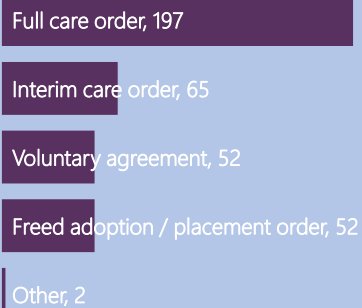 Full care order, 197
Interim care order, 65
Voluntary agreement, 52
Freed adoption / placement order, 52
Other, 2